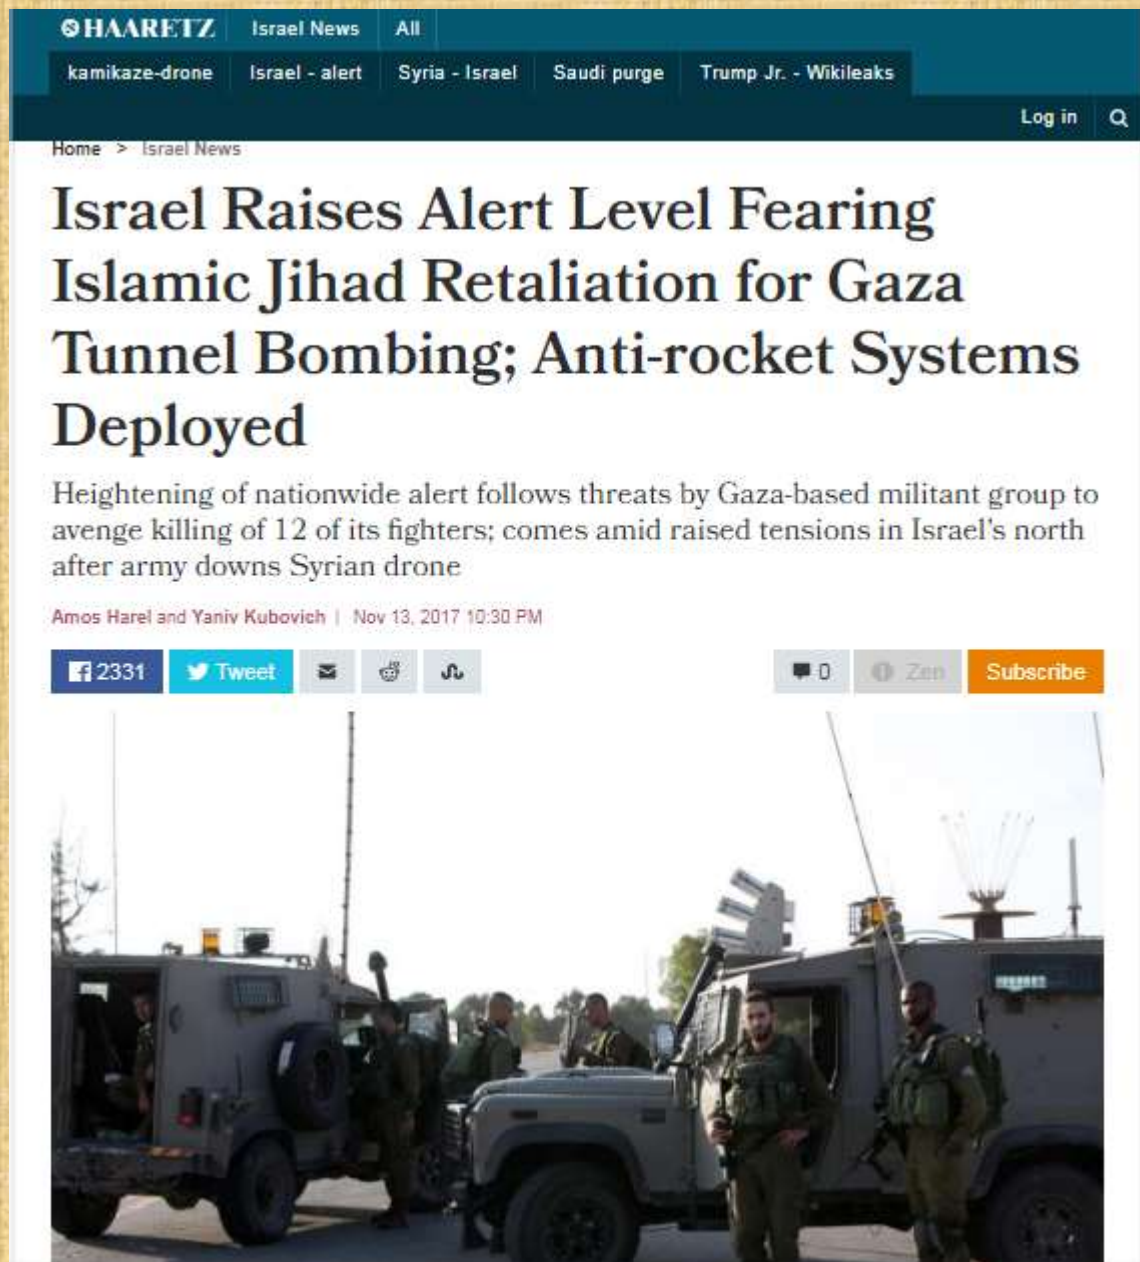 HAARETZ Israel News All
kamikaze-drone Israel - alert Syria - Israel Saudi purge Trump Jr. - Wikileaks
Log in
Home > Israel News
Israel Raises Alert Level Fearing
Islamic Jihad Retaliation for Gaza
Tunnel Bombing; Anti-rocket Systems
Deployed
Heightening of nationwide alert follows threats by Gaza-based militant group to
avenge killing of 12 of its fighters; comes amid raised tensions in Israel's north
after army downs Syrian drone
Amos Harel and Yaniv Kubovich | Nov 13, 2017 10:30 PM
2331 Tweet 0 Zen Subscribe